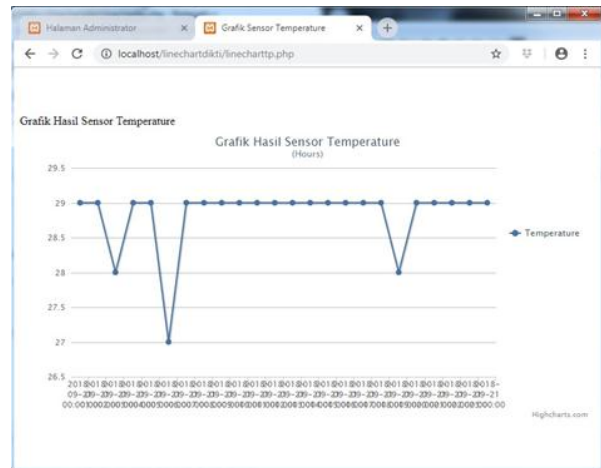 Halaman Administrator
Grafik Sensor Temperature
localhost/linechartdikti/linecharttp.php
Grafik Hasil Sensor Temperature
Grafik Hasil Sensor Temperature
(Hours)
29.5
29
28.5
28
27.5
27
26.5
Temperature
Highcharts.com